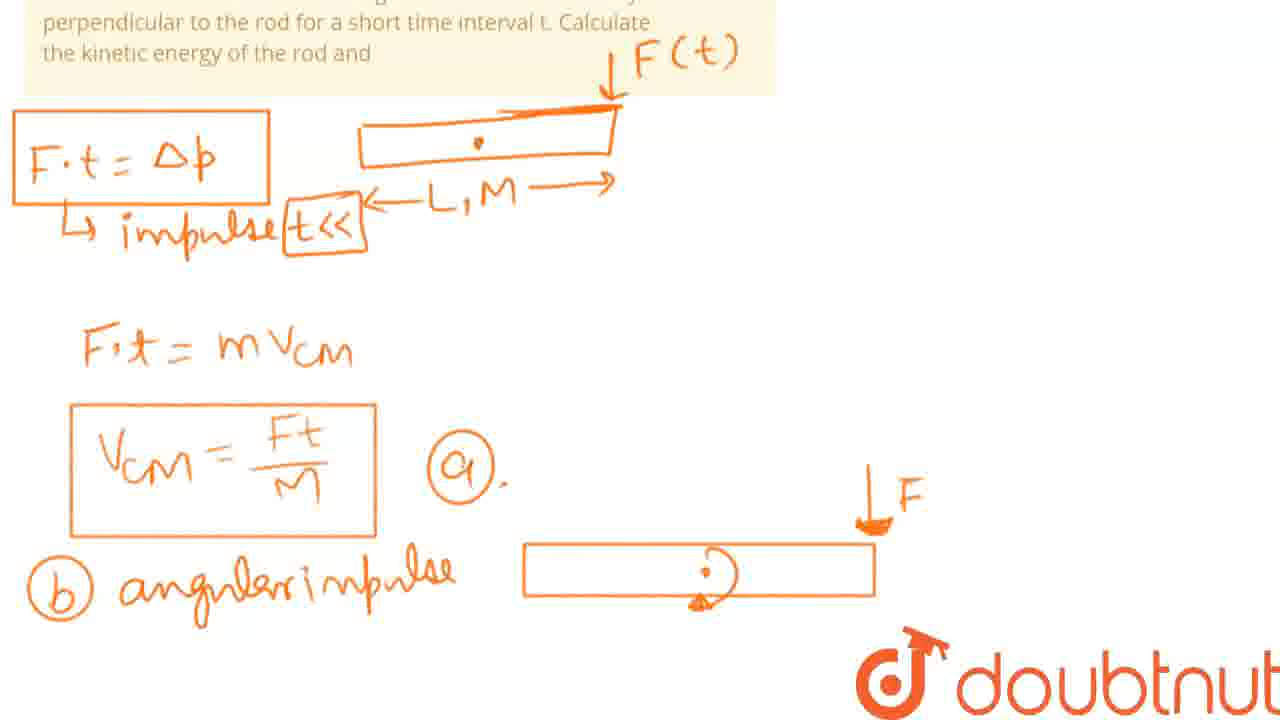 perpendicular to the rod for a short time interval t. Calculate
the kinetic energy of the rod and
F(t)
F·t = Δp
L, M
↳ impulse t<<
F·t = m VCM
VCM = Ft/M
a.
F
b angular impulse
doubtnut